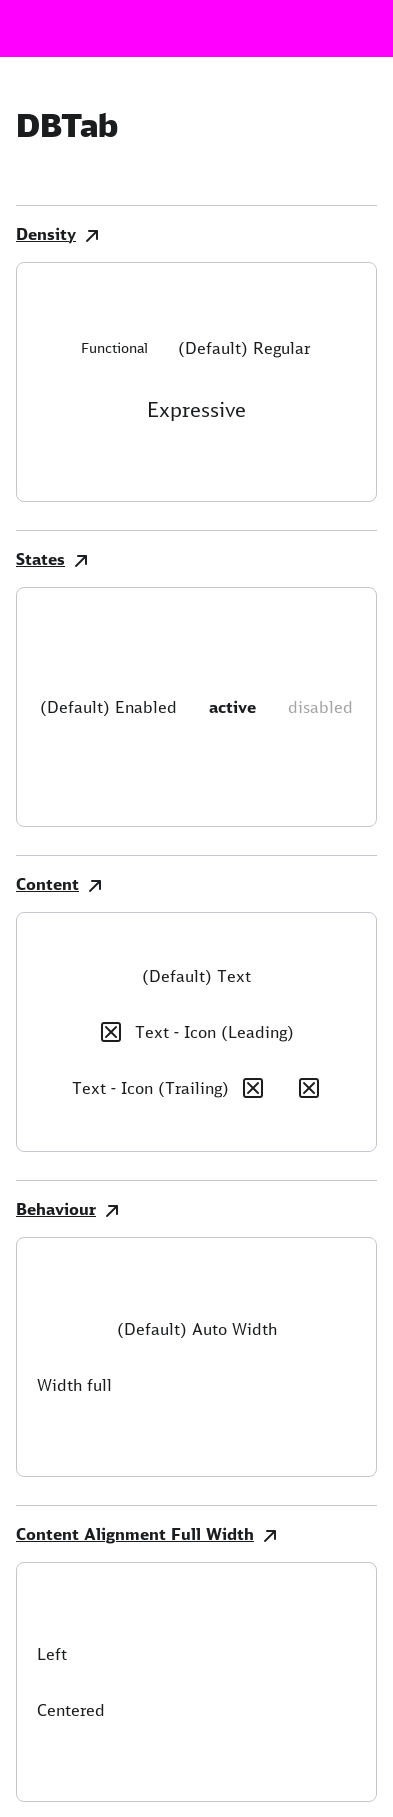 DBTab
Density
Functional (Default) Regular
Expressive
States
(Default) Enabled active disabled
Content
(Default) Text
Text - Icon (Leading)
Text - Icon (Trailing)
Behaviour
(Default) Auto Width
Width full
Content Alignment Full Width
Left
Centered